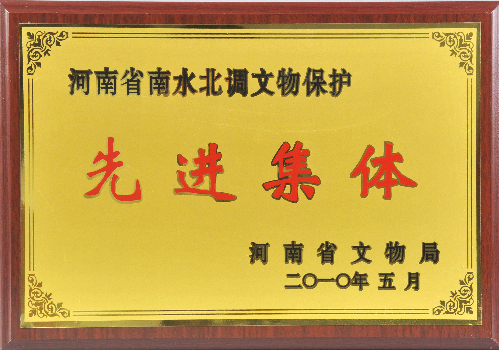 河南省南水北调文物保护
先进集体
河南省文物局
二〇一〇年五月